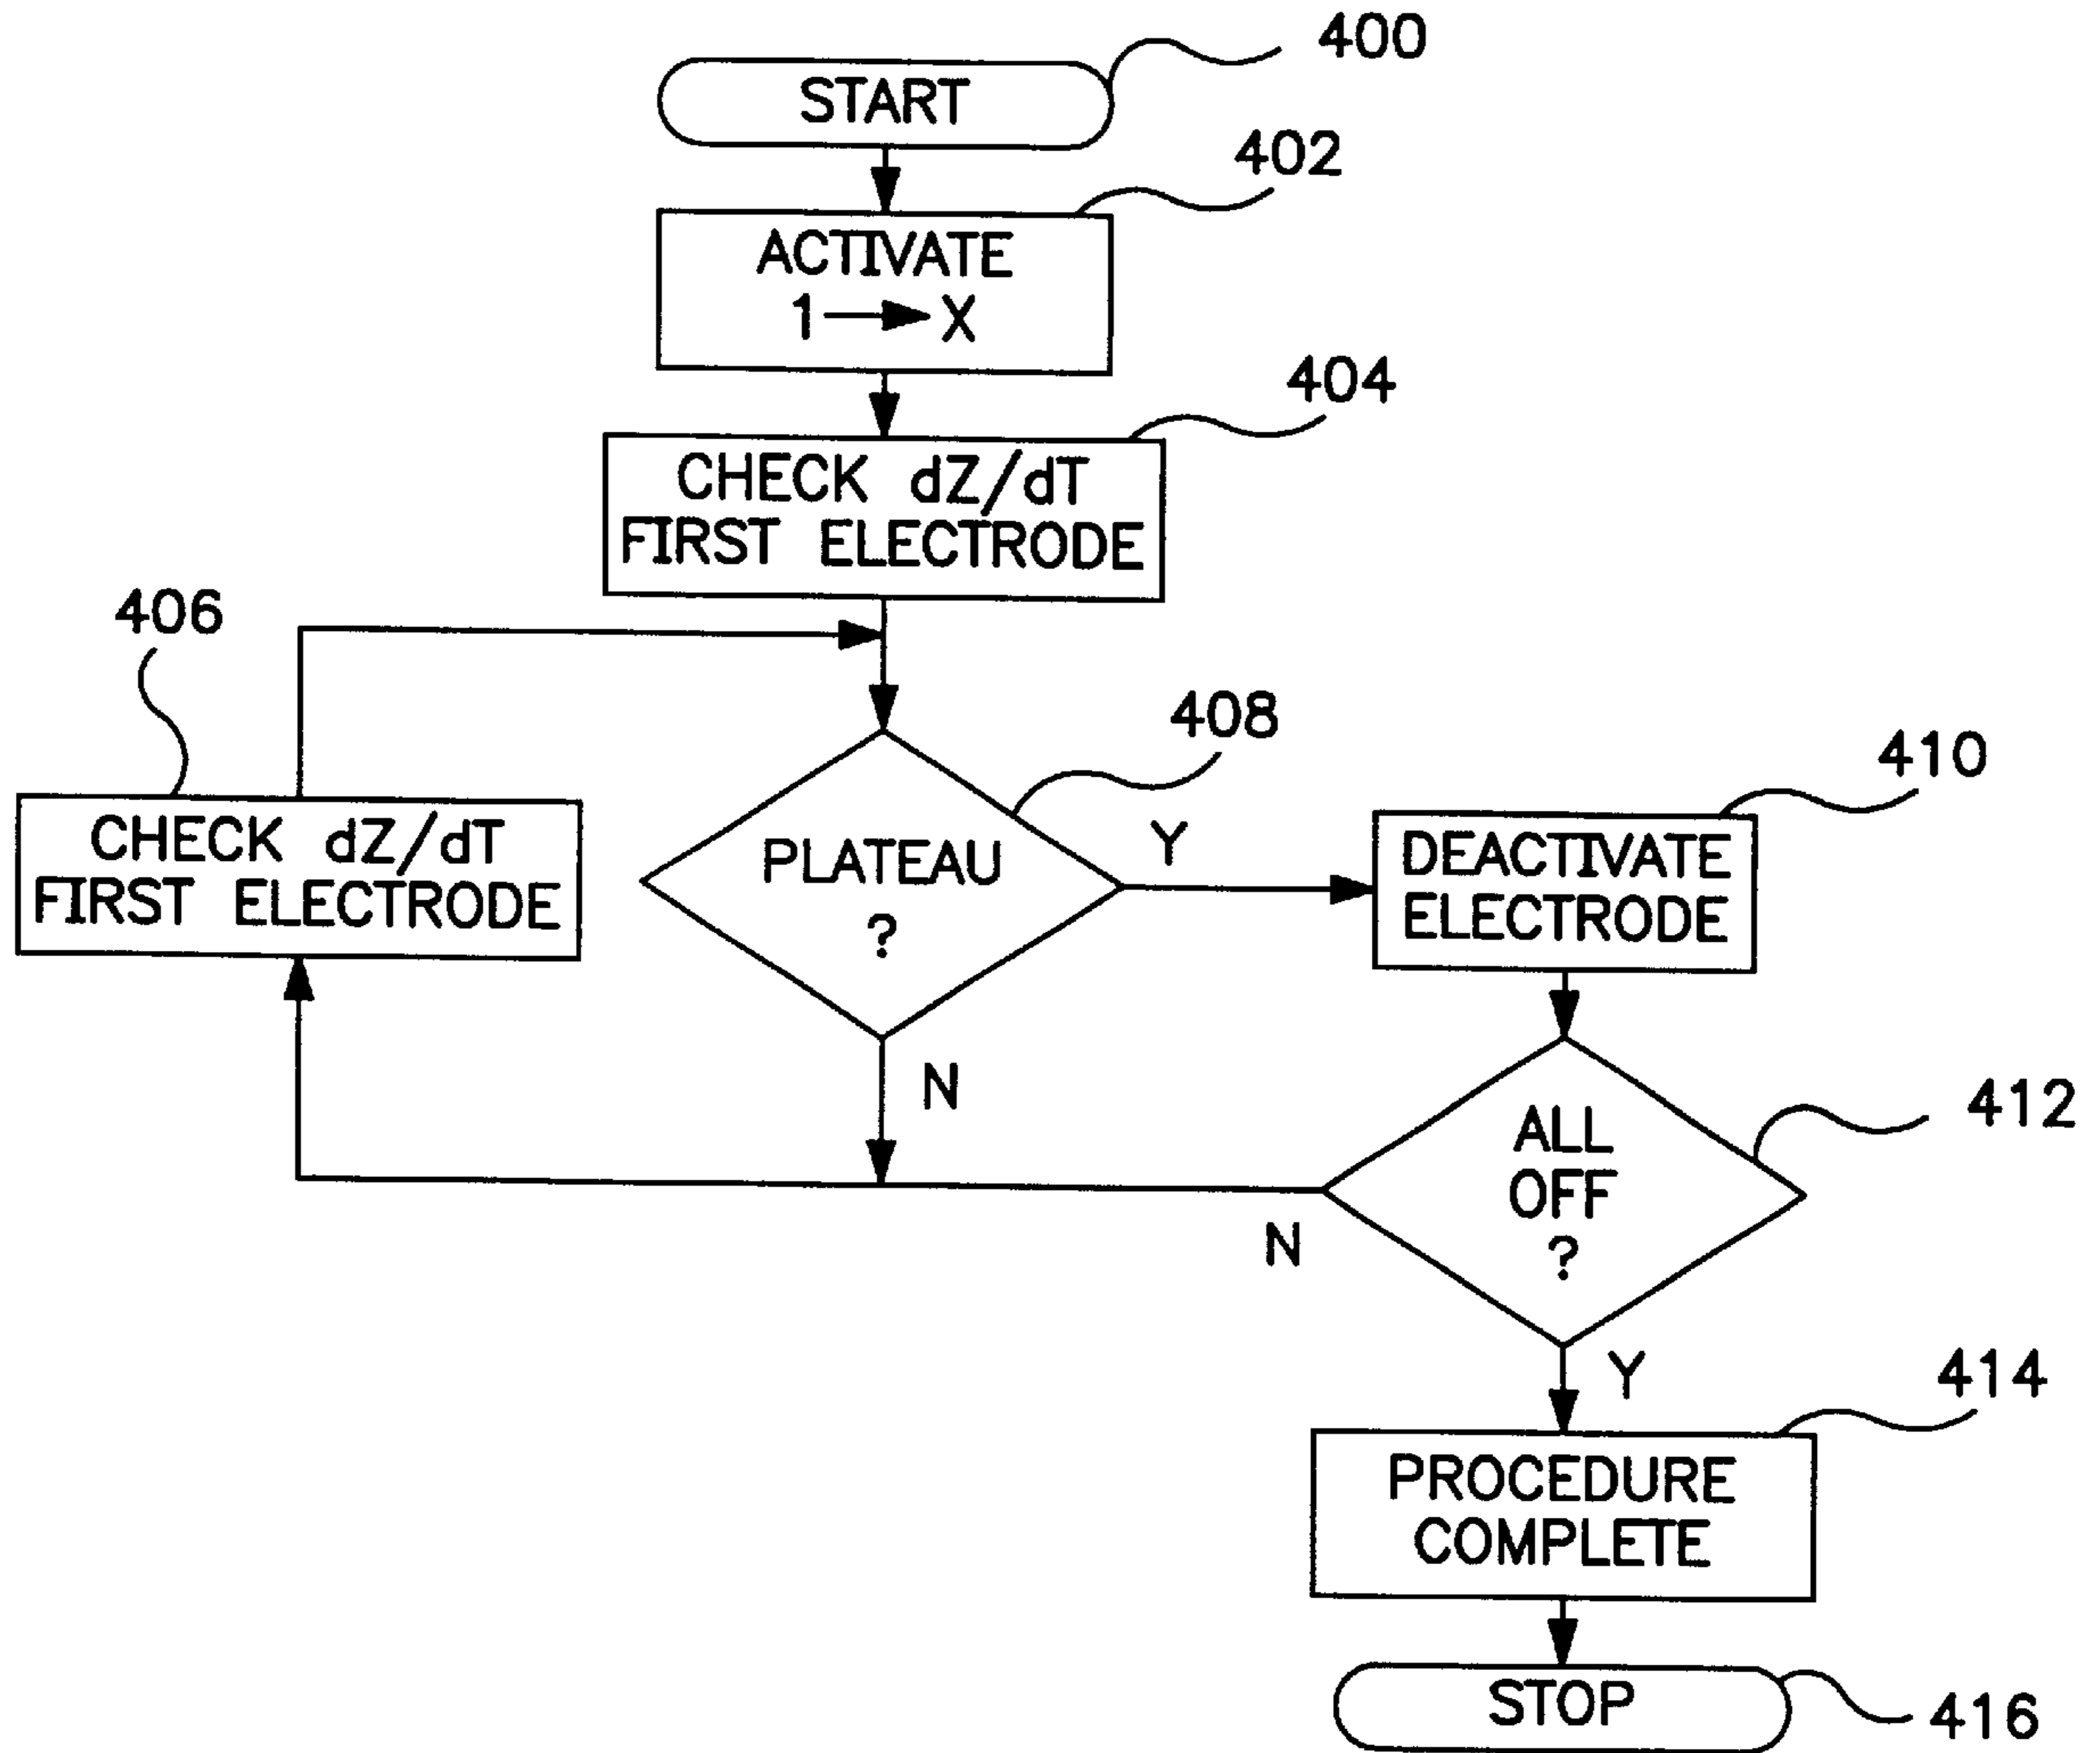 400
START
402
ACTIVATE
1 → X
404
CHECK dZ/dT
FIRST ELECTRODE
406
CHECK dZ/dT
FIRST ELECTRODE
408
PLATEAU
?
Y
N
410
DEACTIVATE
ELECTRODE
412
ALL
OFF
?
N
Y
414
PROCEDURE
COMPLETE
STOP
416